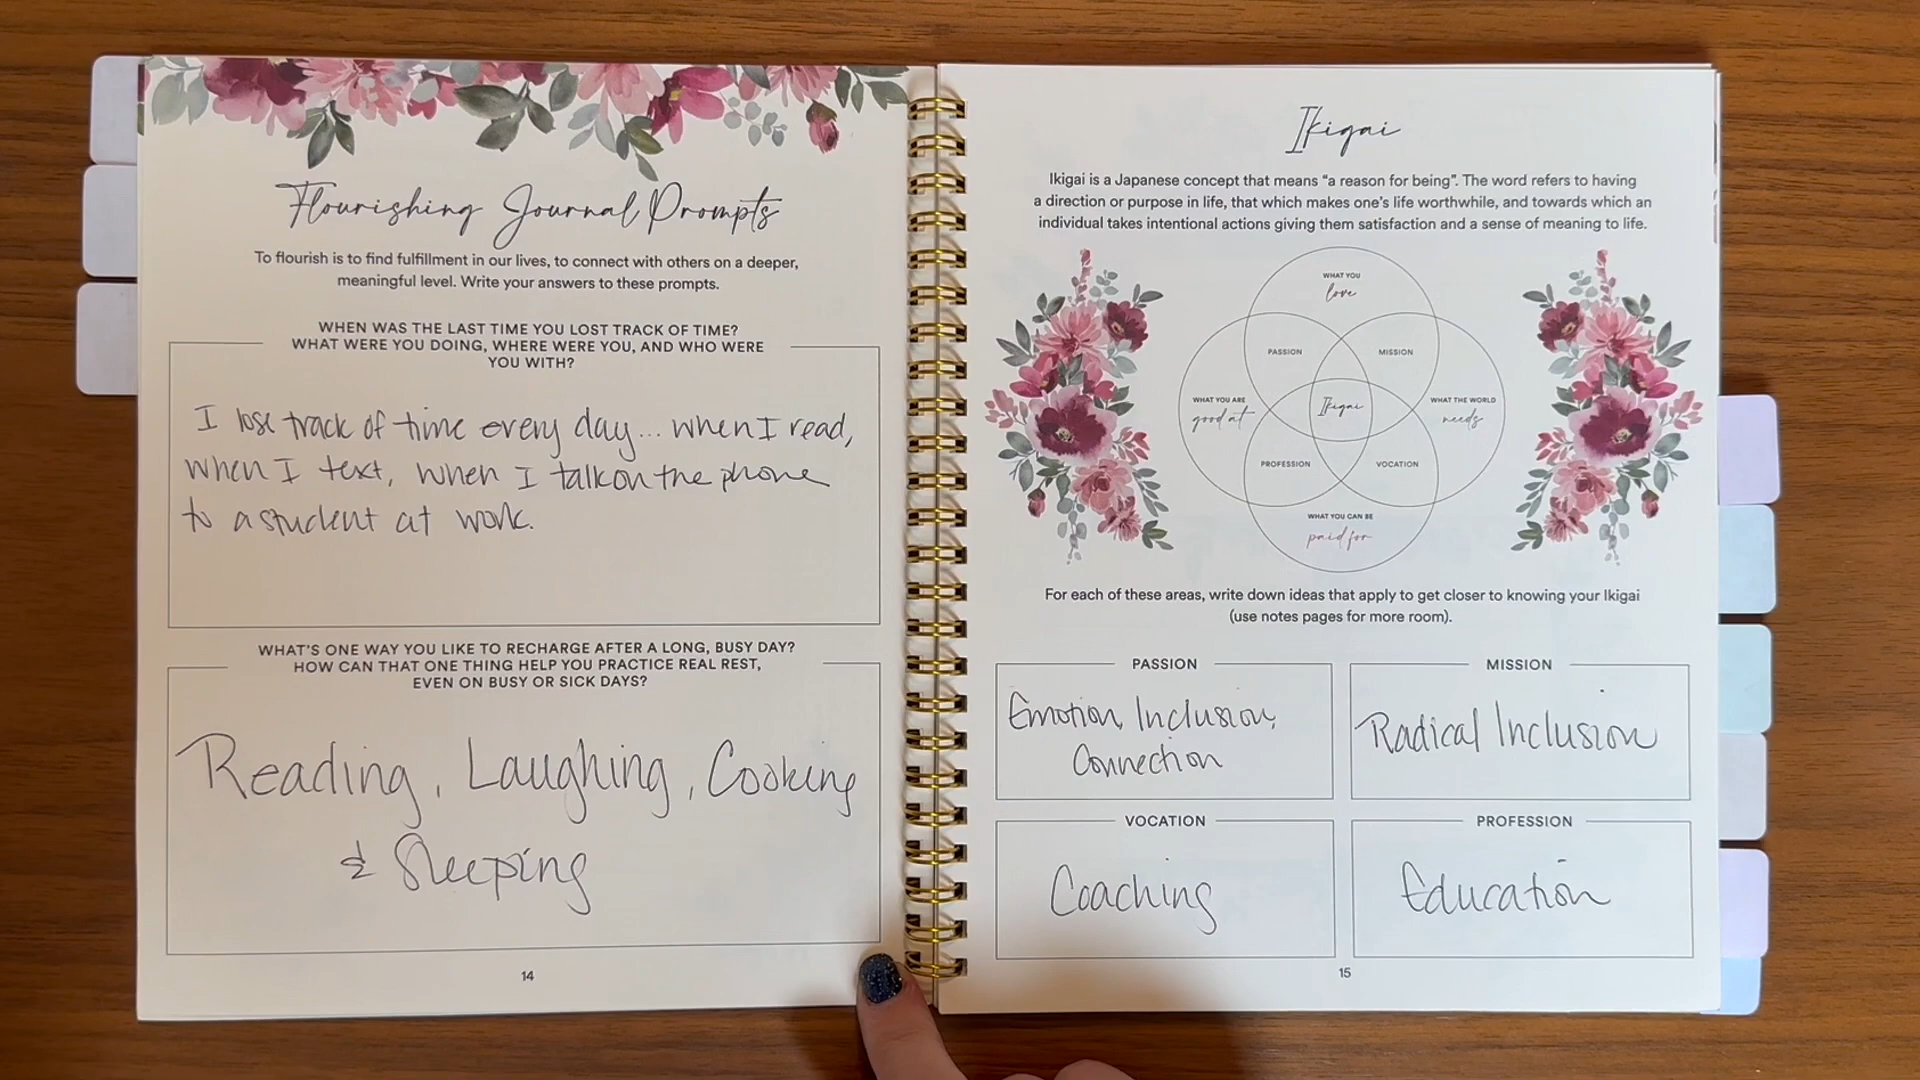 Flourishing Journal Prompts
To flourish is to find fulfillment in our lives, to connect with others on a deeper,
meaningful level. Write your answers to these prompts.
WHEN WAS THE LAST TIME YOU LOST TRACK OF TIME?
WHAT WERE YOU DOING, WHERE WERE YOU, AND WHO WERE
YOU WITH?
I lose track of time every day... when I read,
when I text, when I talk on the phone
to a student at work.
WHAT'S ONE WAY YOU LIKE TO RECHARGE AFTER A LONG, BUSY DAY?
HOW CAN THAT ONE THING HELP YOU PRACTICE REAL REST,
EVEN ON BUSY OR SICK DAYS?
Reading, Laughing, Cooking
& Sleeping
14
Ikigai
Ikigai is a Japanese concept that means “a reason for being”. The word refers to having
a direction or purpose in life, that which makes one's life worthwhile, and towards which an
individual takes intentional actions giving them satisfaction and a sense of meaning to life.
WHAT YOU
love
PASSION
MISSION
WHAT YOU ARE
good at
Ikigai
WHAT THE WORLD
needs
PROFESSION
VOCATION
WHAT YOU CAN BE
paid for
For each of these areas, write down ideas that apply to get closer to knowing your Ikigai
(use notes pages for more room).
PASSION
Emotion, Inclusion,
Connection
MISSION
Radical Inclusion
VOCATION
Coaching
PROFESSION
Education
15